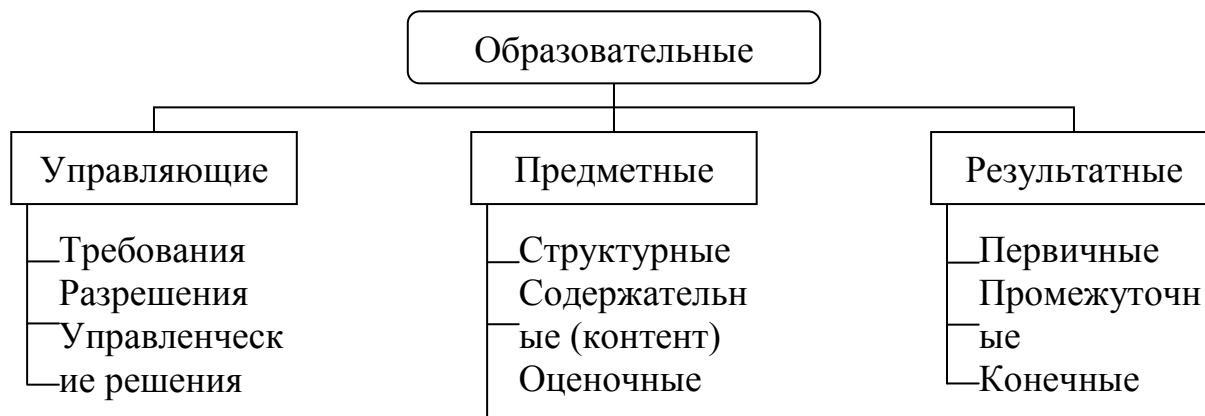 Образовательные
Управляющие
Предметные
Результатные
Требования
Разрешения
Управленческ
ие решения
Структурные
Содержательн
ые (контент)
Оценочные
Первичные
Промежуточн
ые
Конечные